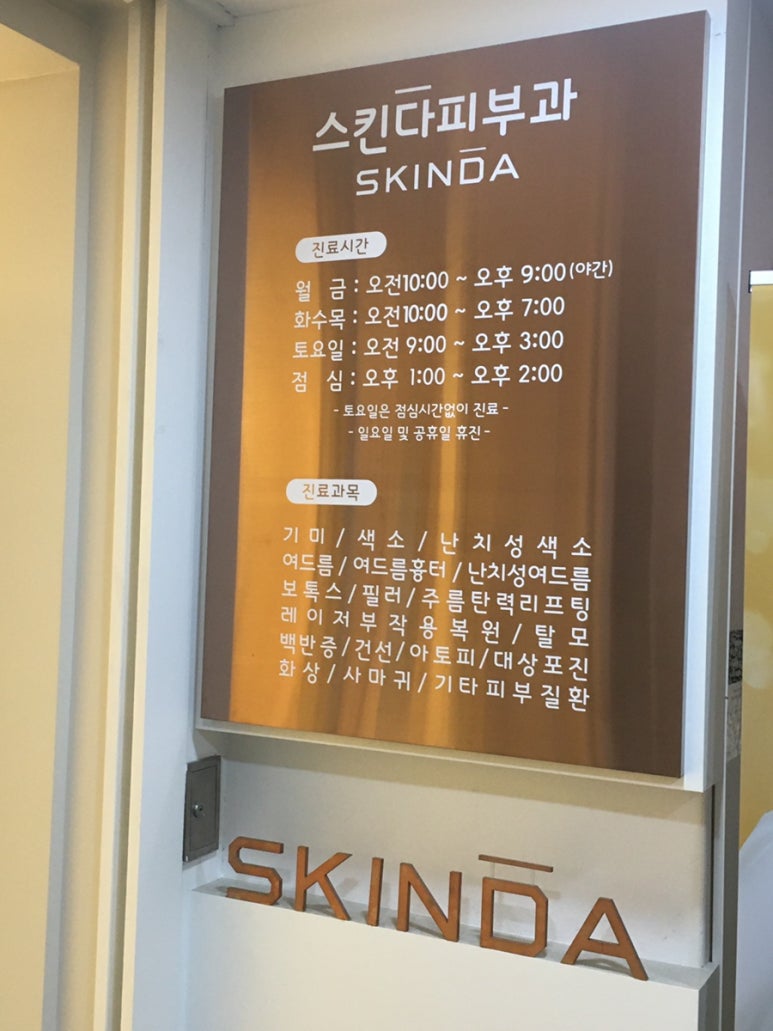 스킨다피부과
SKINDA
진료시간
월 금 : 오전10:00 ~ 오후 9:00(야간)
화수목 : 오전10:00 ~ 오후 7:00
토요일 : 오전 9:00 ~ 오후 3:00
점 심 : 오후 1:00 ~ 오후 2:00
- 토요일은 점심시간없이 진료 -
- 일요일 및 공휴일 휴진 -
진료과목
기미 / 색소 / 난치성색소
여드름 / 여드름흉터 / 난치성여드름
보톡스 / 필러 / 주름탄력리프팅
레이저부작용복원 / 탈모
백반증 / 건선 / 아토피 / 대상포진
화상 / 사마귀 / 기타피부질환
SKINDA